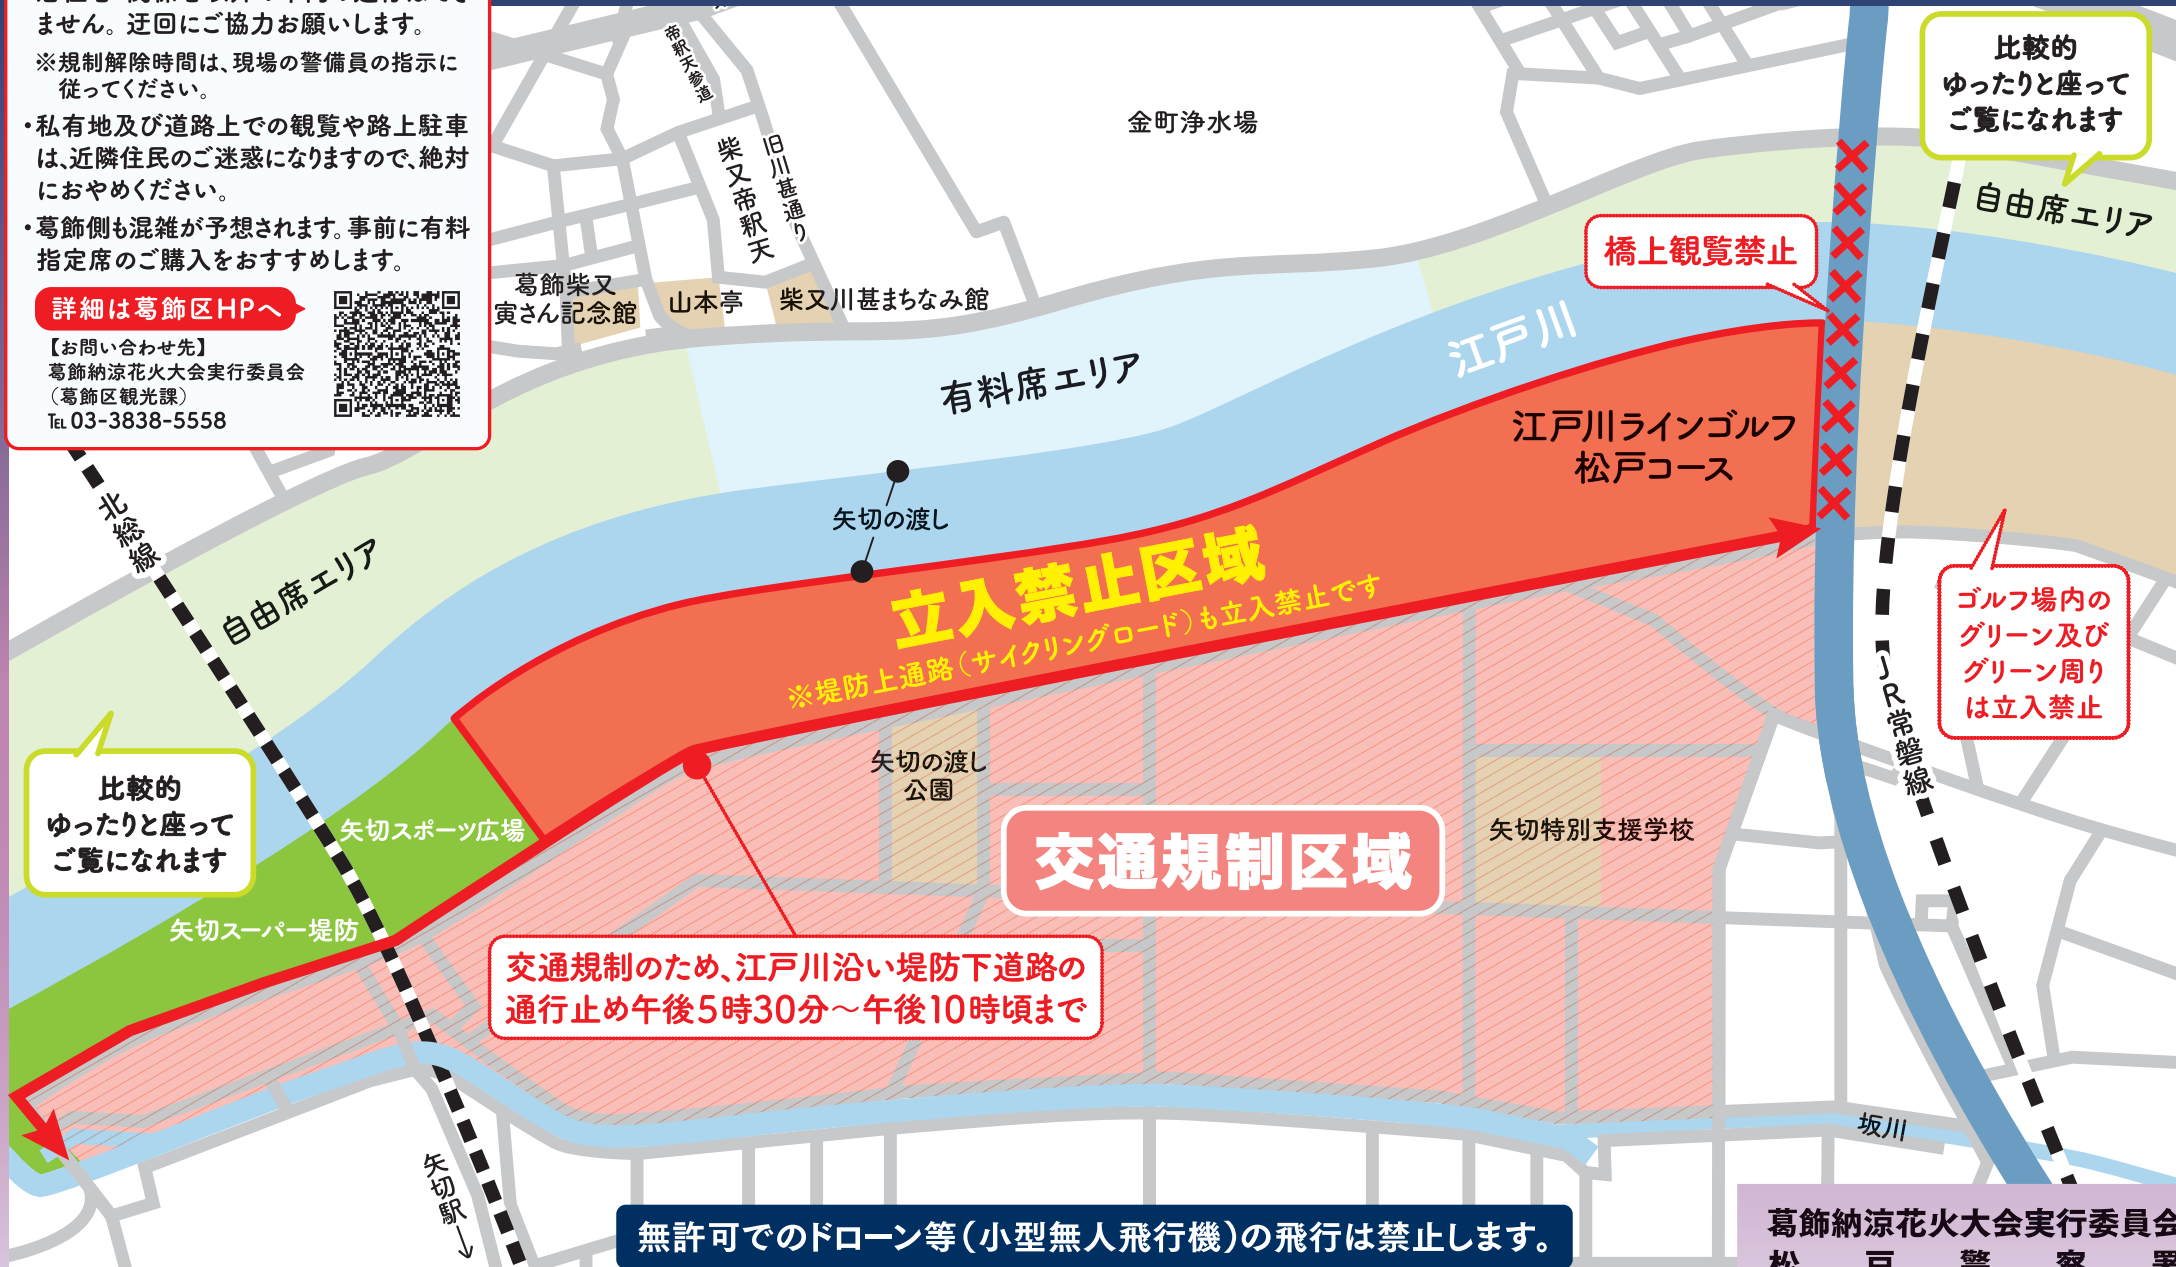 ません。迂回にご協力お願いします。
※規制解除時間は、現場の警備員の指示に
従ってください。
・私有地及び道路上での観覧や路上駐車
は、近隣住民のご迷惑になりますので、絶対
におやめください。
・葛飾側も混雑が予想されます。事前に有料
指定席のご購入をおすすめします。
詳細は葛飾区HPへ
【お問い合わせ先】
葛飾納涼花火大会実行委員会
（葛飾区観光課）
℡03-3838-5558
帝釈天参道
柴又帝釈天
旧川甚通り
金町浄水場
比較的
ゆったりと座って
ご覧になれます
自由席エリア
橋上観覧禁止
葛飾柴又
寅さん記念館
山本亭
柴又川甚まちなみ館
江戸川
有料席エリア
江戸川ラインゴルフ
松戸コース
矢切の渡し
北総線
自由席エリア
立入禁止区域
※堤防上通路（サイクリングロード）も立入禁止です
ゴルフ場内の
グリーン及び
グリーン周り
は立入禁止
JR常磐線
矢切の渡し
公園
比較的
ゆったりと座って
ご覧になれます
矢切スポーツ広場
交通規制区域
矢切特別支援学校
矢切スーパー堤防
交通規制のため、江戸川沿い堤防下道路の
通行止め午後5時30分～午後10時頃まで
坂川
矢切駅→
無許可でのドローン等（小型無人飛行機）の飛行は禁止します。
葛飾納涼花火大会実行委員会
松戸警察署